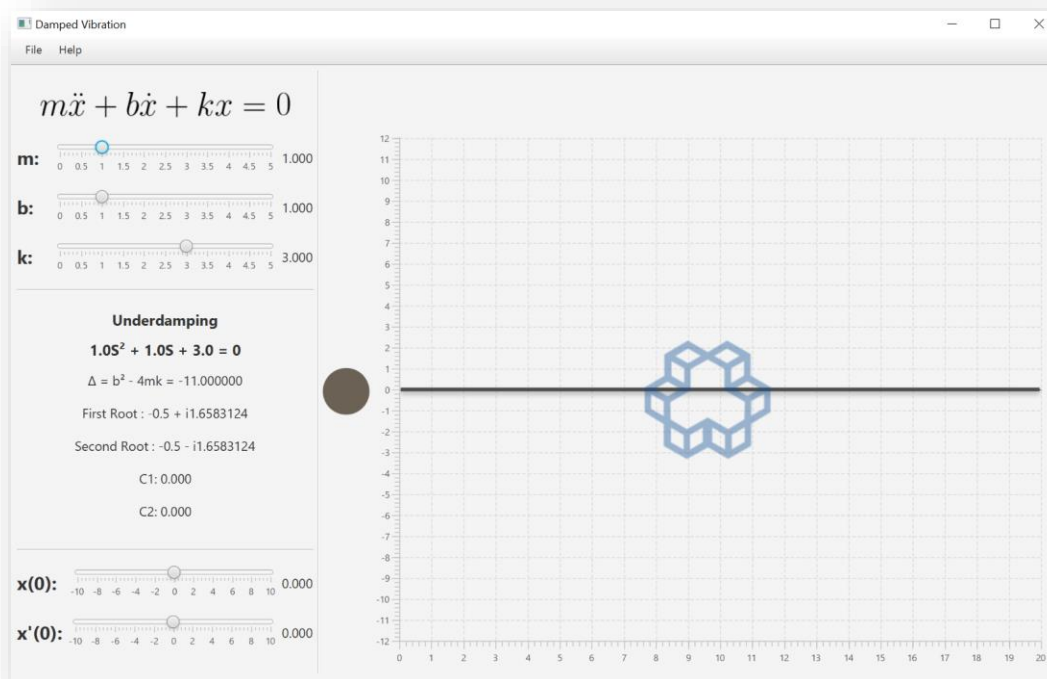 Damped Vibration
File Help
mẍ + bẋ + kx = 0
m: 1.000
0 0.5 1 1.5 2 2.5 3 3.5 4 4.5 5
b: 1.000
0 0.5 1 1.5 2 2.5 3 3.5 4 4.5 5
k: 3.000
0 0.5 1 1.5 2 2.5 3 3.5 4 4.5 5
Underdamping
1.0S² + 1.0S + 3.0 = 0
Δ = b² - 4mk = -11.000000
First Root : -0.5 + i1.6583124
Second Root : -0.5 - i1.6583124
C1: 0.000
C2: 0.000
x(0): 0.000
-10 -8 -6 -4 -2 0 2 4 6 8 10
x'(0): 0.000
-10 -8 -6 -4 -2 0 2 4 6 8 10
12
11
10
9
8
7
6
5
4
3
2
1
0
-1
-2
-3
-4
-5
-6
-7
-8
-9
-10
-11
-12
0 1 2 3 4 5 6 7 8 9 10 11 12 13 14 15 16 17 18 19 20